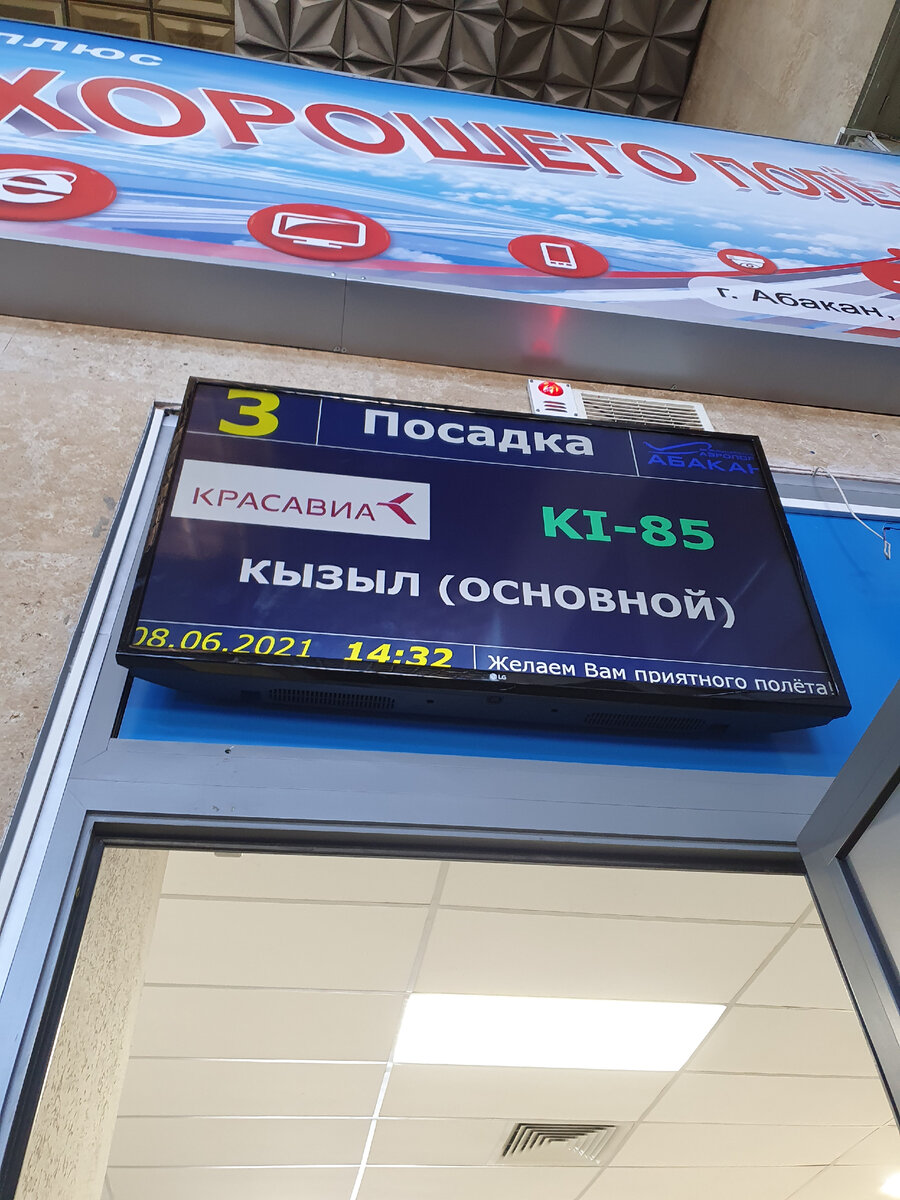 плюс
ХОРОШЕГО ПОЛЁ
г. Абакан,
3 Посадка
АЭРОПОР
АБАКАН
КРАСАВИА KI-85
КЫЗЫЛ (ОСНОВНОЙ)
08.06.2021 14:32 Желаем Вам приятного полёта!
LG